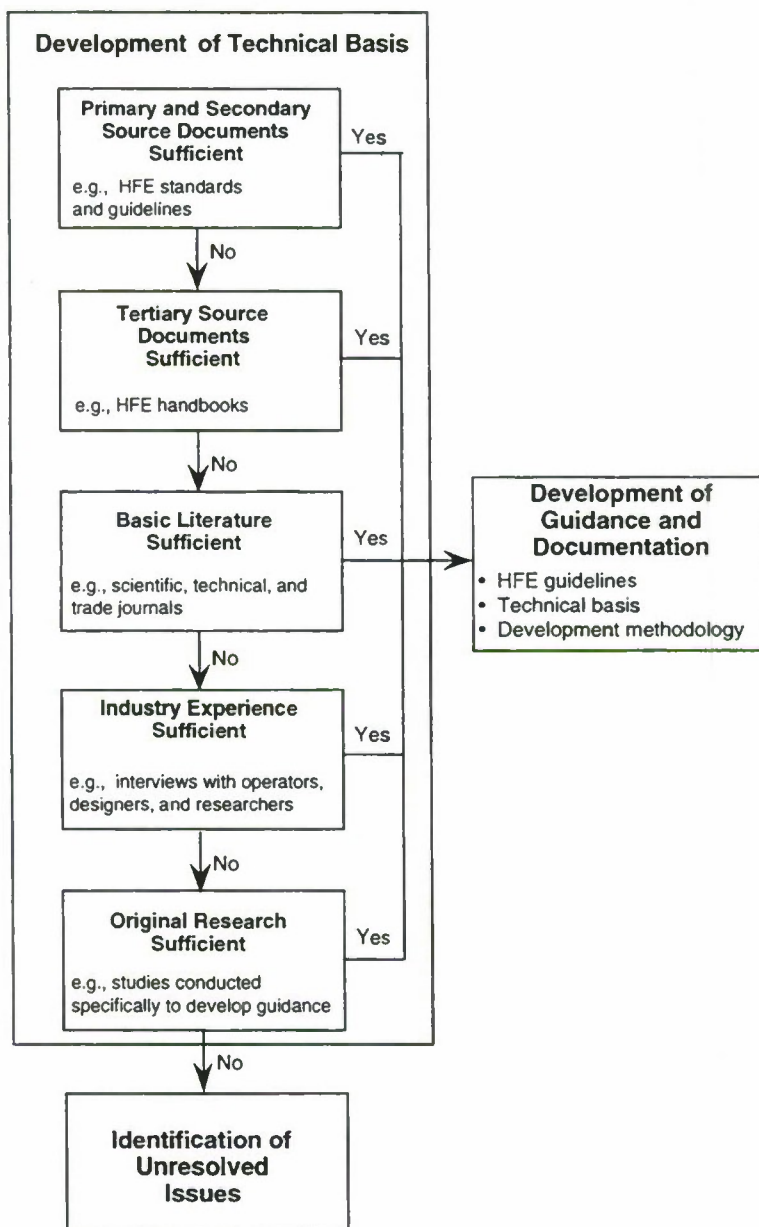 Development of Technical Basis
Primary and Secondary
Source Documents
Sufficient
e.g., HFE standards
and guidelines
Yes
No
Tertiary Source
Documents
Sufficient
e.g., HFE handbooks
Yes
No
Basic Literature
Sufficient
e.g., scientific, technical, and
trade journals
Yes
No
Industry Experience
Sufficient
e.g., interviews with operators,
designers, and researchers
Yes
No
Original Research
Sufficient
e.g., studies conducted
specifically to develop guidance
Yes
No
Identification of
Unresolved
Issues
Development of
Guidance and
Documentation
• HFE guidelines
• Technical basis
• Development methodology